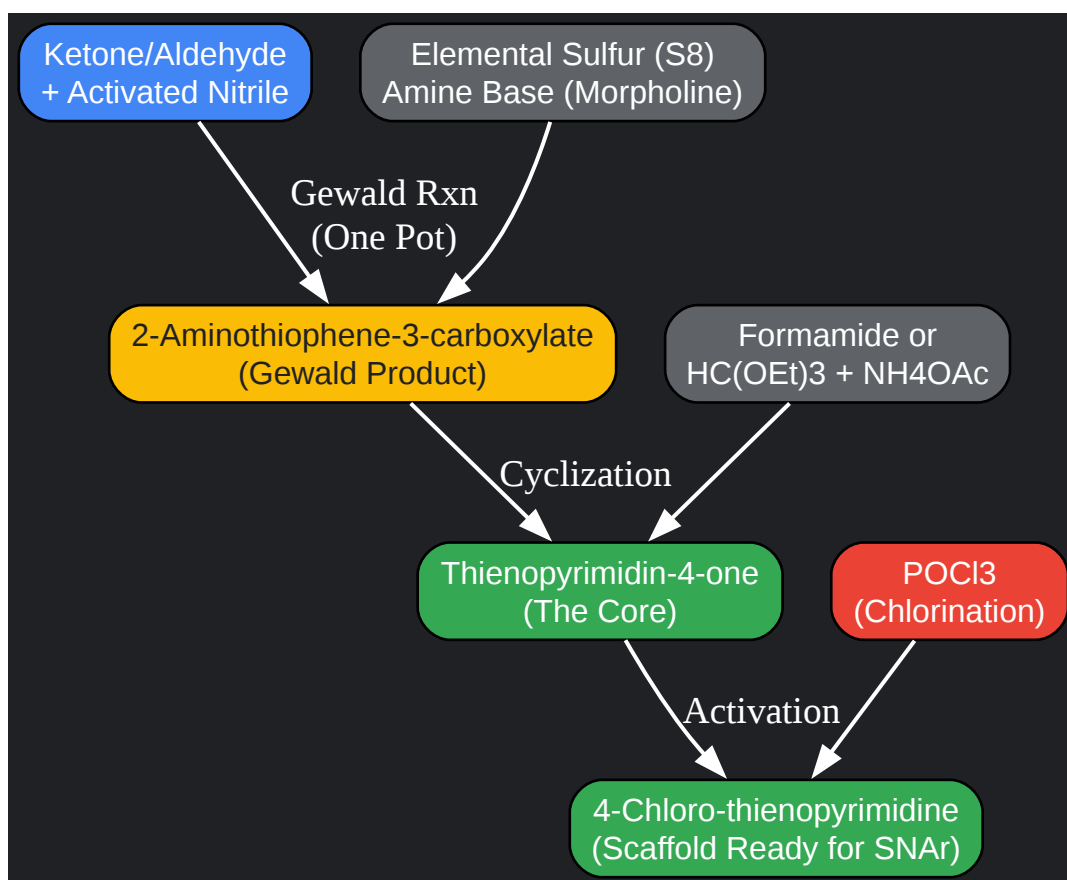 Ketone/Aldehyde
+ Activated Nitrile
Elemental Sulfur (S8)
Amine Base (Morpholine)
Gewald Rxn
(One Pot)
2-Aminothiophene-3-carboxylate
(Gewald Product)
Formamide or
HC(OEt)3 + NH4OAc
Cyclization
Thienopyrimidin-4-one
(The Core)
POCl3
(Chlorination)
Activation
4-Chloro-thienopyrimidine
(Scaffold Ready for SNAr)